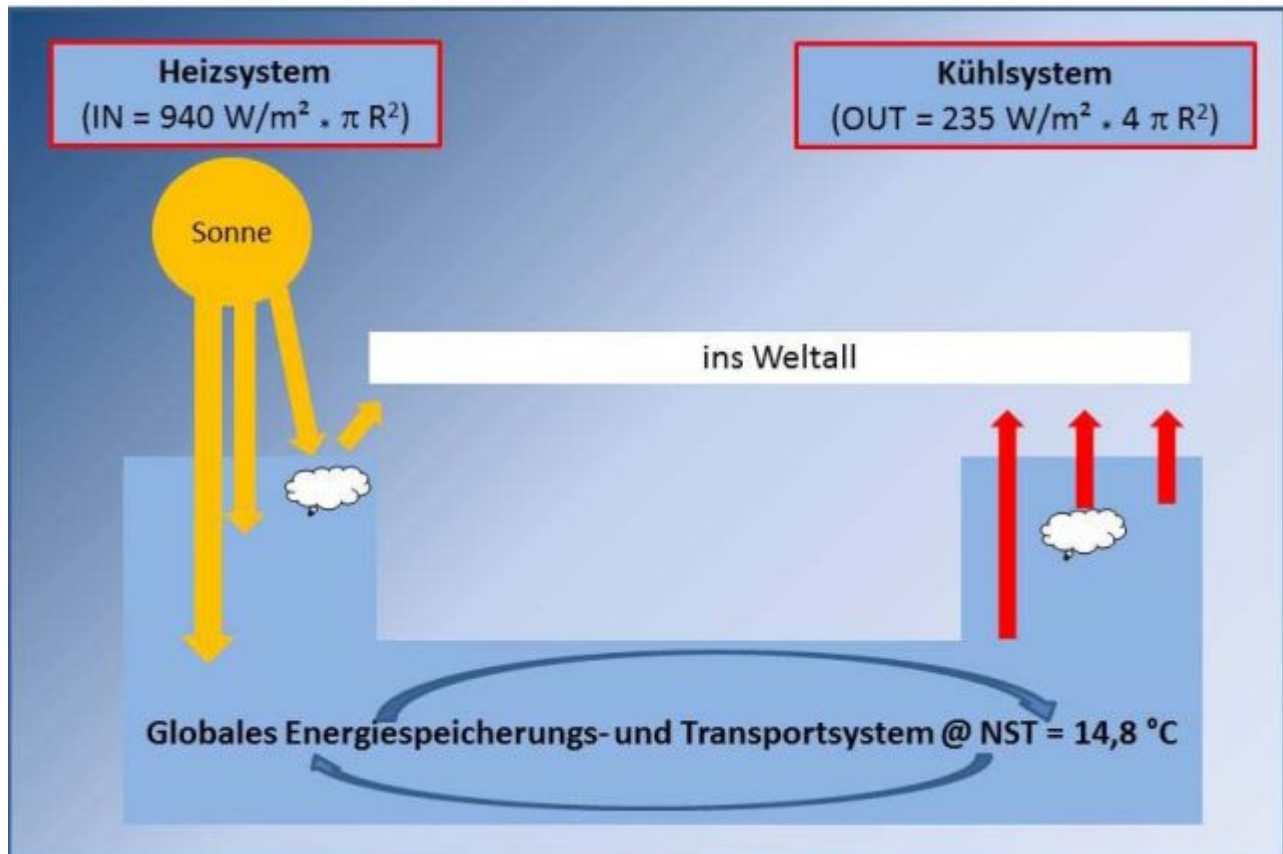 Heizsystem
(IN = 940 W/m² . π R²)
Kühlsystem
(OUT = 235 W/m² . 4 π R²)
Sonne
ins Weltall
Globales Energiespeicherungs- und Transportsystem @ NST = 14,8 °C